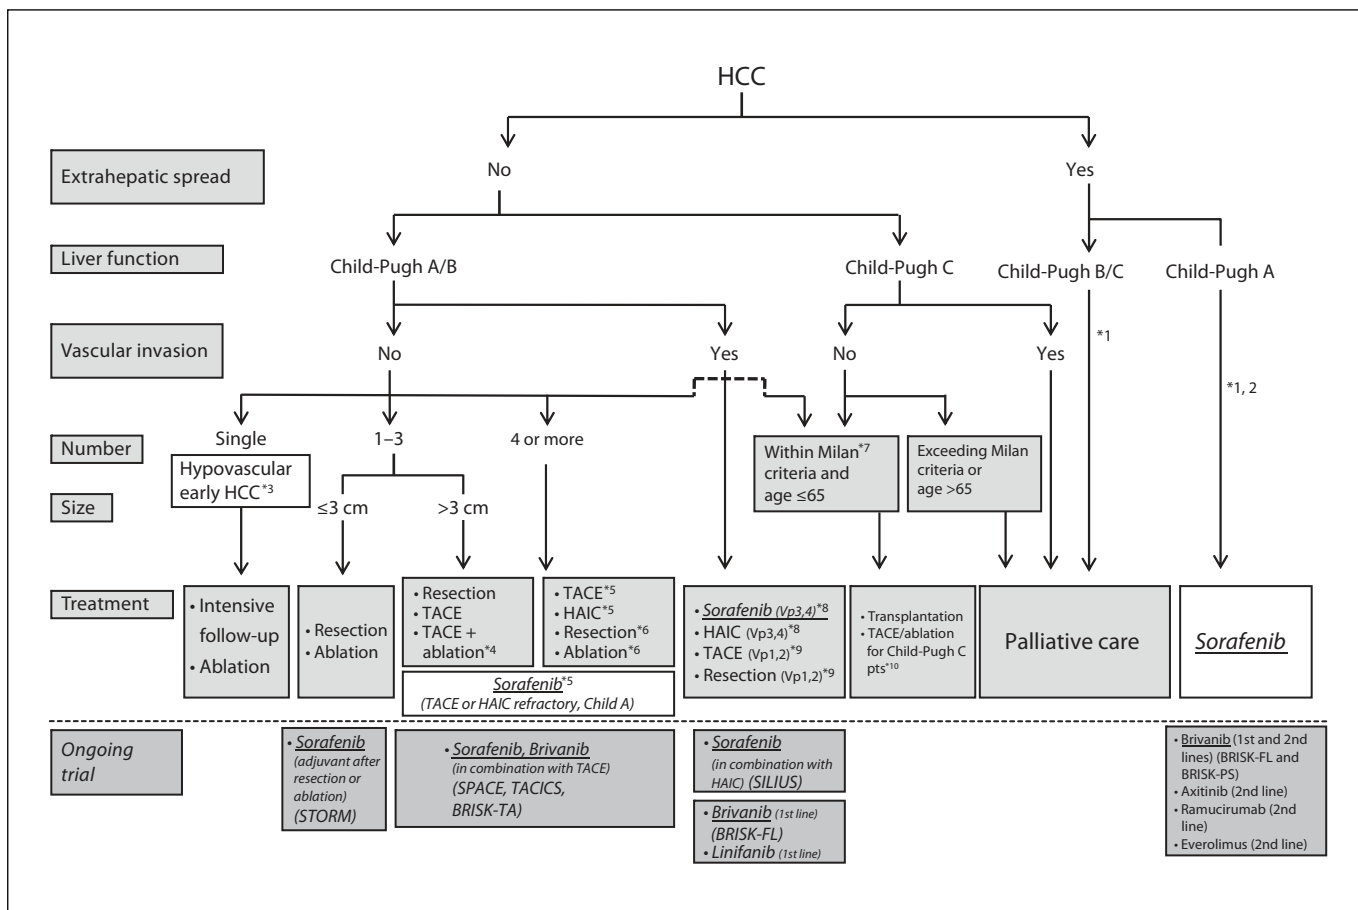 HCC
Extrahepatic spread
No
Yes
Liver function
Child-Pugh A/B
Child-Pugh C
Child-Pugh B/C
Child-Pugh A
Vascular invasion
No
Yes
No
Yes
*1
*1, 2
Number
Single
1–3
4 or more
Hypovascular
early HCC*3
Within Milan*7
criteria and
age ≤65
Exceeding Milan
criteria or
age >65
Size
≤3 cm
>3 cm
Treatment
• Intensive
follow-up
• Ablation
• Resection
• Ablation
• Resection
• TACE
• TACE +
ablation*4
• TACE*5
• HAIC*5
• Resection*6
• Ablation*6
Sorafenib*5
(TACE or HAIC refractory, Child A)
• Sorafenib (Vp3,4)*8
• HAIC (Vp3,4)*8
• TACE (Vp1,2)*9
• Resection (Vp1,2)*9
• Transplantation
• TACE/ablation
for Child-Pugh C
pts*10
Palliative care
Sorafenib
Ongoing
trial
• Sorafenib
(adjuvant after
resection or
ablation)
(STORM)
• Sorafenib, Brivanib
(in combination with TACE)
(SPACE, TACICS,
BRISK-TA)
• Sorafenib
(in combination with
HAIC) (SILIUS)
• Brivanib (1st line)
(BRISK-FL)
• Linifanib (1st line)
• Brivanib (1st and 2nd
lines) (BRISK-FL and
BRISK-PS)
• Axitinib (2nd line)
• Ramucirumab (2nd
line)
• Everolimus (2nd line)